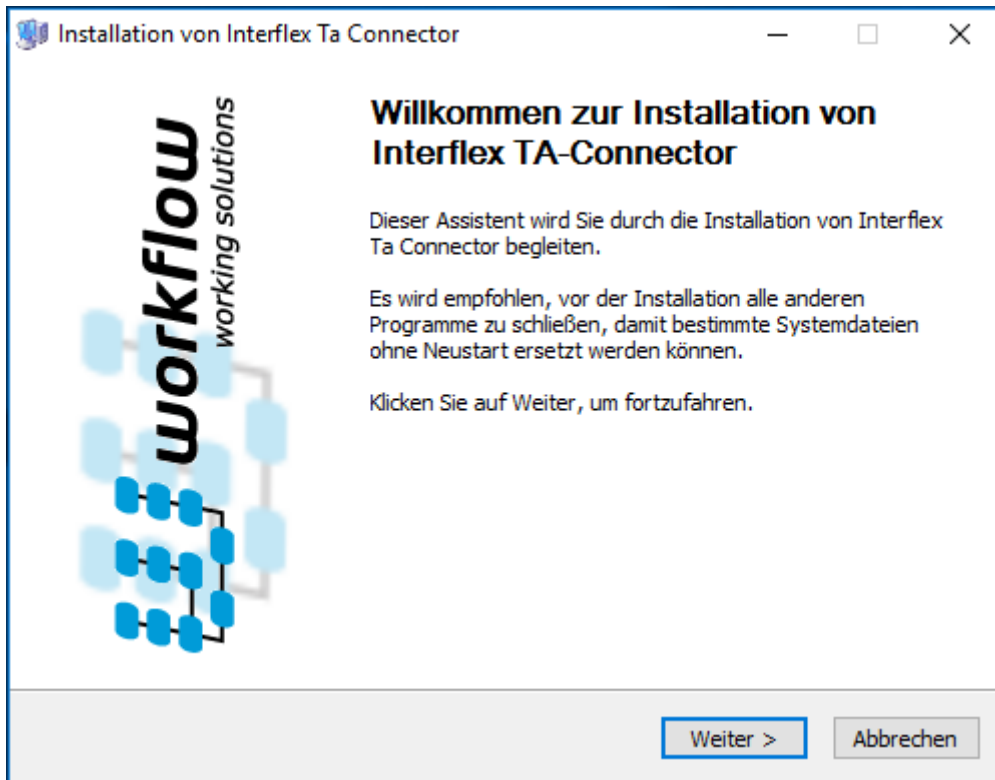 Installation von Interflex Ta Connector
workflow
working solutions
Willkommen zur Installation von
Interflex TA-Connector
Dieser Assistent wird Sie durch die Installation von Interflex
Ta Connector begleiten.
Es wird empfohlen, vor der Installation alle anderen
Programme zu schließen, damit bestimmte Systemdateien
ohne Neustart ersetzt werden können.
Klicken Sie auf Weiter, um fortzufahren.
Weiter >
Abbrechen